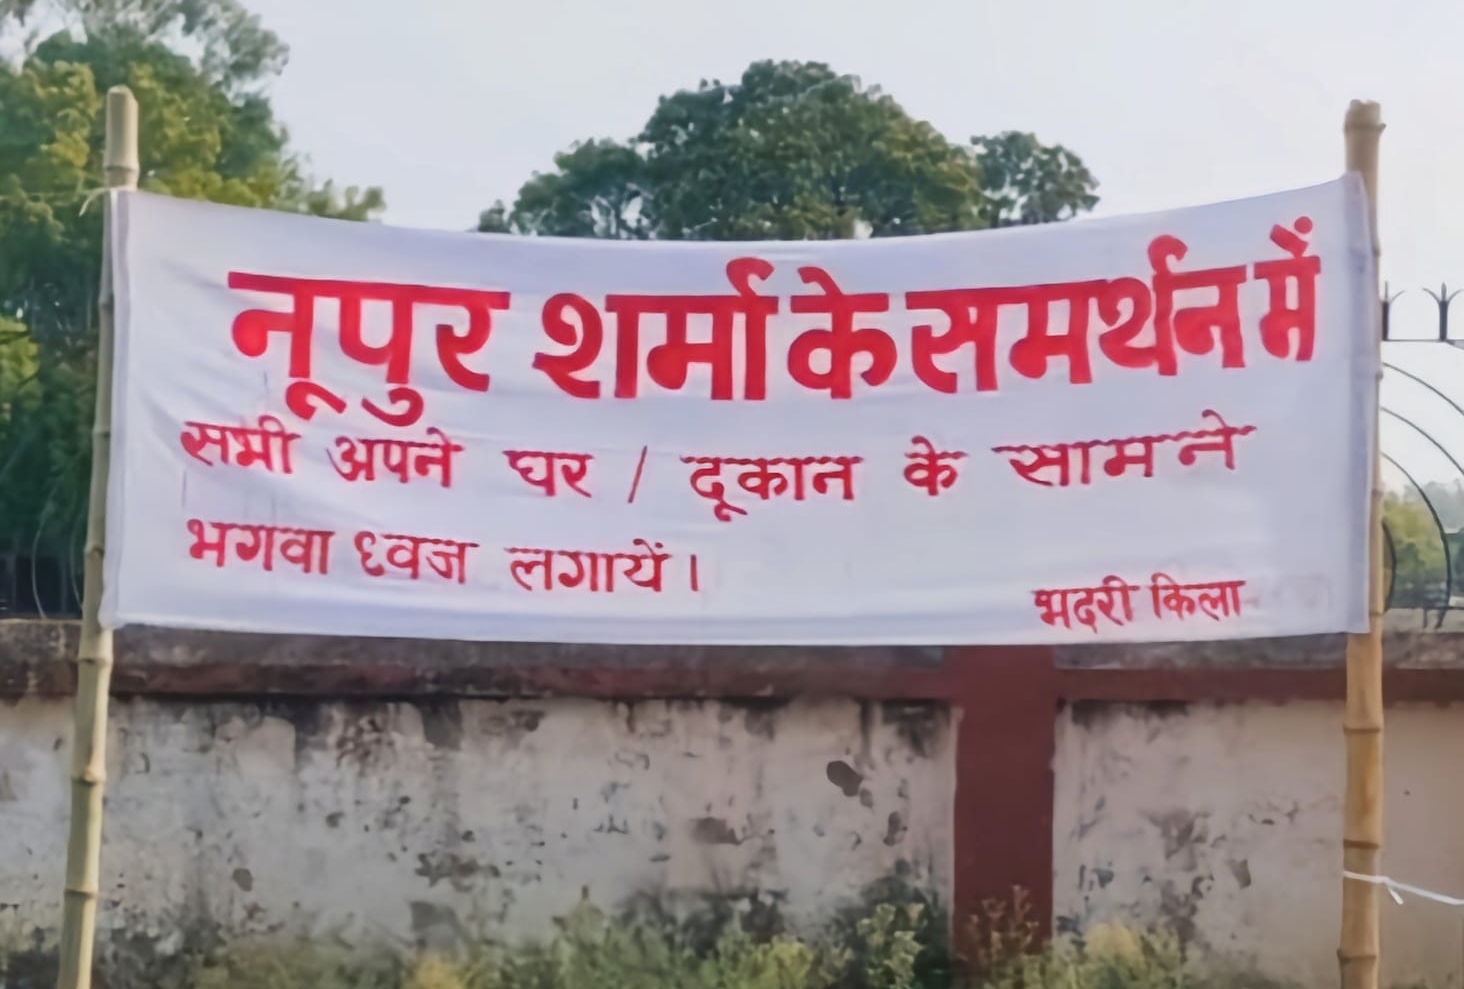 नूपुर शर्मा के समर्थन में
सभी अपने घर / दूकान के सामने
भगवा ध्वज लगायें।
भदरी किला